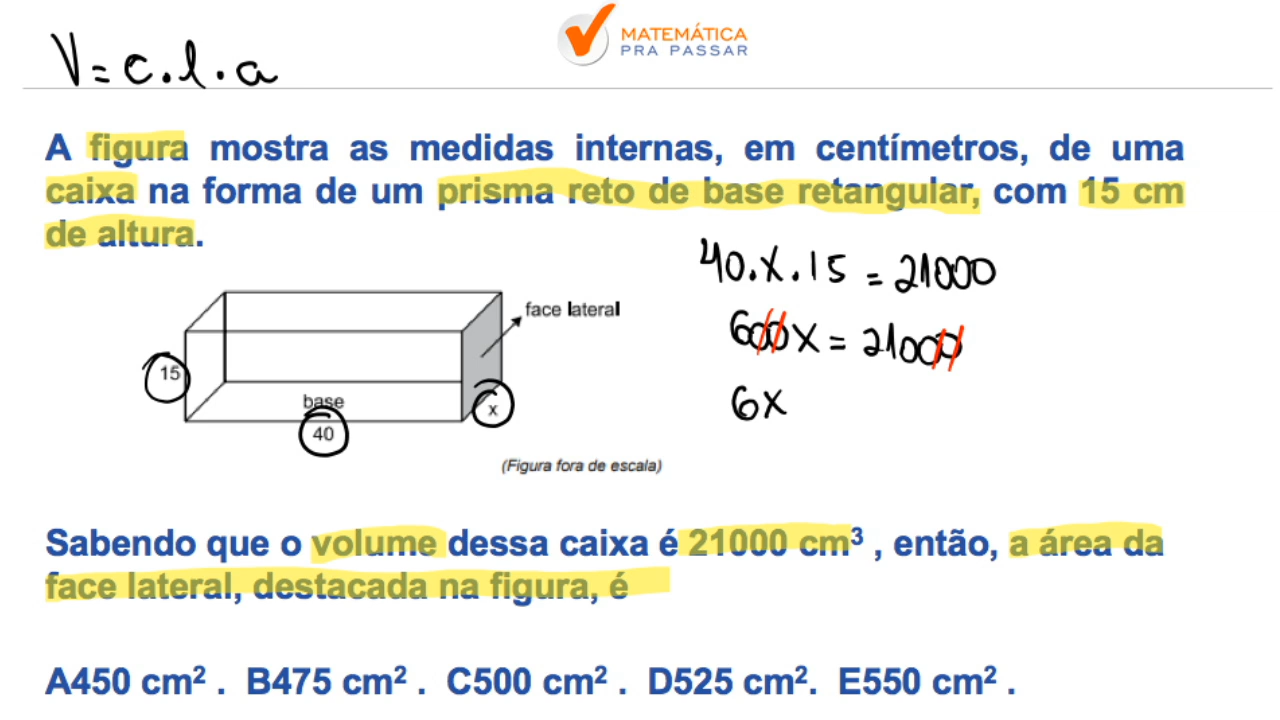 MATEMÁTICA
PRA PASSAR
V=c.l.a
A figura mostra as medidas internas, em centímetros, de uma
caixa na forma de um prisma reto de base retangular, com 15 cm
de altura.
40.x.15 = 21000
600x = 21000
6x
face lateral
15
base
x
40
(Figura fora de escala)
Sabendo que o volume dessa caixa é 21000 cm³ , então, a área da
face lateral, destacada na figura, é
A450 cm² . B475 cm² . C500 cm² . D525 cm². E550 cm² .